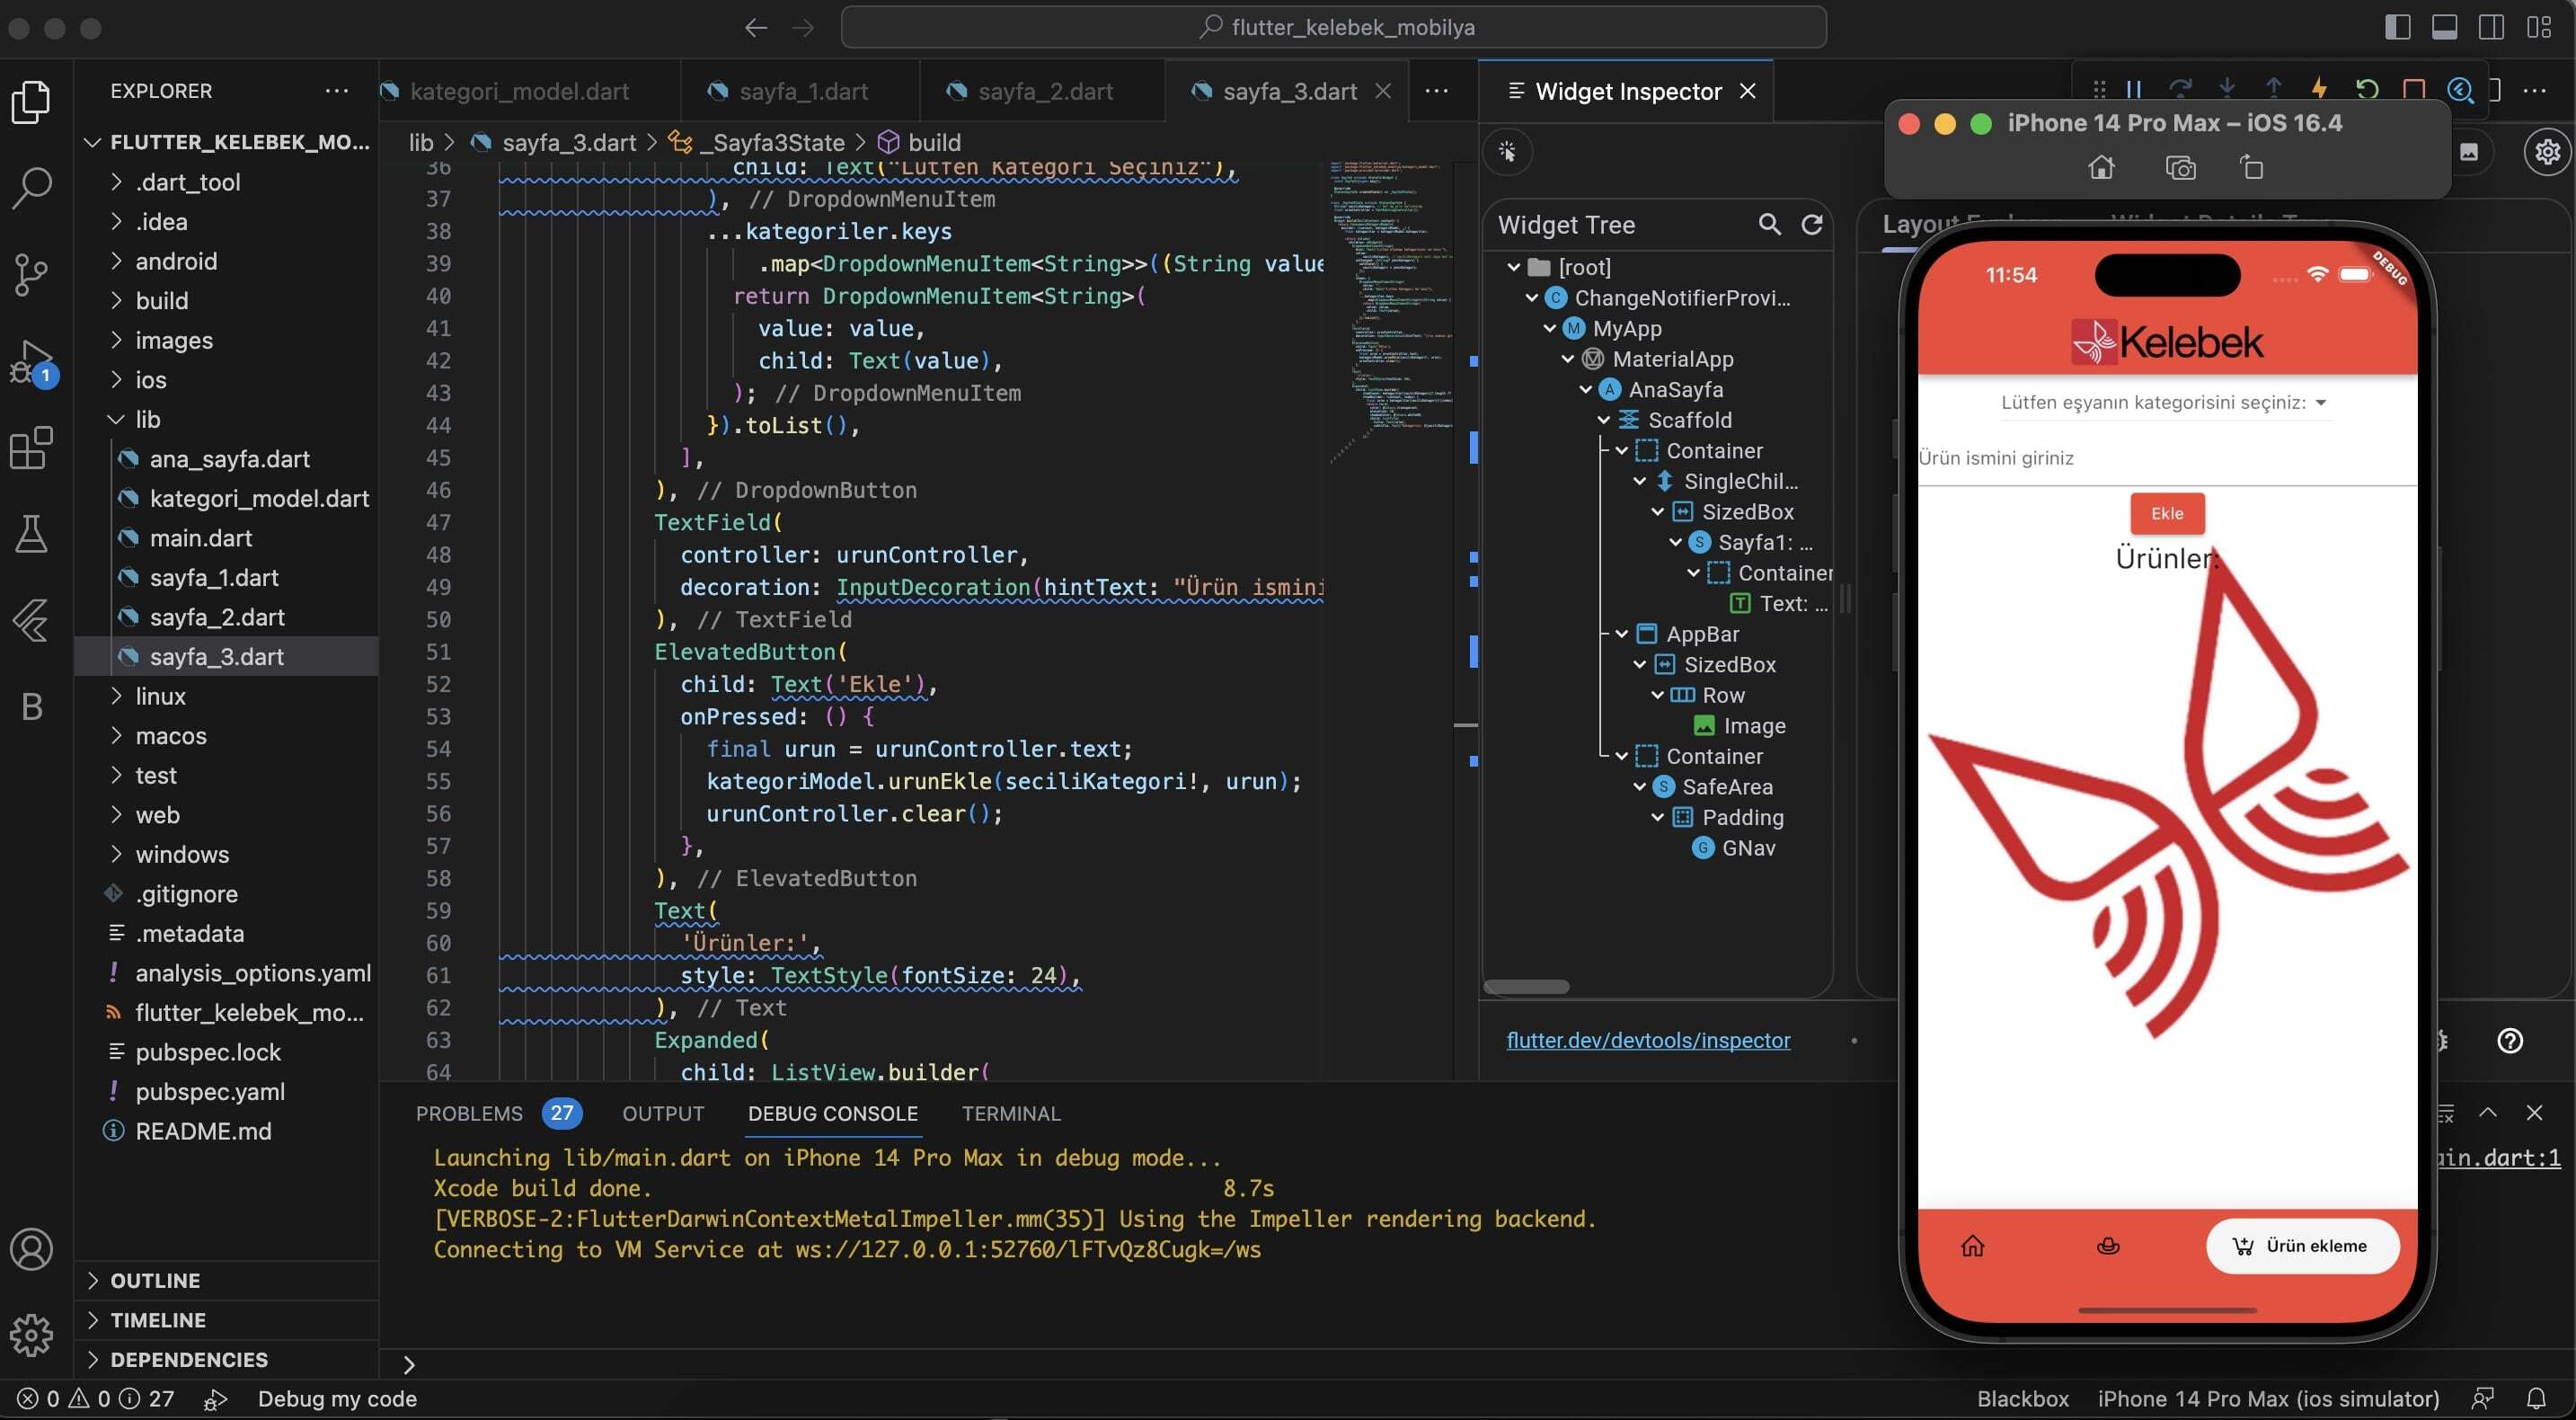 flutter_kelebek_mobilya
EXPLORER
FLUTTER_KELEBEK_MO...
.dart_tool
.idea
android
build
images
ios
lib
ana_sayfa.dart
kategori_model.dart
main.dart
sayfa_1.dart
sayfa_2.dart
sayfa_3.dart
linux
macos
test
web
windows
.gitignore
.metadata
analysis_options.yaml
flutter_kelebek_mo...
pubspec.lock
pubspec.yaml
README.md
OUTLINE
TIMELINE
DEPENDENCIES
1
B
kategori_model.dart
sayfa_1.dart
sayfa_2.dart
sayfa_3.dart
lib > sayfa_3.dart > _Sayfa3State > build
36 child: Text("Lütfen Kategori Seçiniz"),
37 ), // DropdownMenuItem
38 ...kategoriler.keys
39 .map<DropdownMenuItem<String>>((String value
40 return DropdownMenuItem<String>(
41 value: value,
42 child: Text(value),
43 ); // DropdownMenuItem
44 }).toList(),
45 ],
46 ), // DropdownButton
47 TextField(
48 controller: urunController,
49 decoration: InputDecoration(hintText: "Ürün ismini
50 ), // TextField
51 ElevatedButton(
52 child: Text('Ekle'),
53 onPressed: () {
54 final urun = urunController.text;
55 kategoriModel.urunEkle(seciliKategori!, urun);
56 urunController.clear();
57 },
58 ), // ElevatedButton
59 Text(
60 'Ürünler:',
61 style: TextStyle(fontSize: 24),
62 ), // Text
63 Expanded(
64 child: ListView.builder(
Widget Inspector
Widget Tree
[root]
ChangeNotifierProvi...
MyApp
MaterialApp
AnaSayfa
Scaffold
Container
SingleChil...
SizedBox
Sayfa1: ...
Container
Text: ...
AppBar
SizedBox
Row
Image
Container
SafeArea
Padding
GNav
flutter.dev/devtools/inspector
iPhone 14 Pro Max – iOS 16.4
11:54
DEBUG
Kelebek
Lütfen eşyanın kategorisini seçiniz:
Ürün ismini giriniz
Ekle
Ürünler:
Ürün ekleme
PROBLEMS 27 OUTPUT DEBUG CONSOLE TERMINAL
Launching lib/main.dart on iPhone 14 Pro Max in debug mode...
Xcode build done. 8.7s
[VERBOSE-2:FlutterDarwinContextMetalImpeller.mm(35)] Using the Impeller rendering backend.
Connecting to VM Service at ws://127.0.0.1:52760/lFTvQz8Cugk=/ws
ain.dart:1
0 0 27 Debug my code
Blackbox iPhone 14 Pro Max (ios simulator)